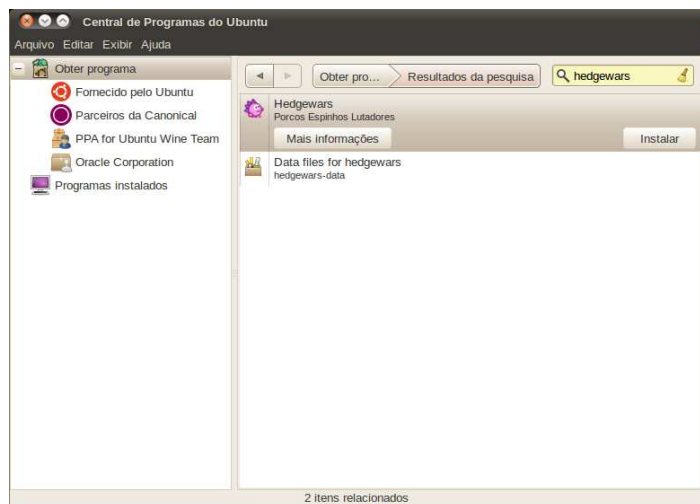 Central de Programas do Ubuntu
Arquivo Editar Exibir Ajuda
Obter programa
Fornecido pelo Ubuntu
Parceiros da Canonical
PPA for Ubuntu Wine Team
Oracle Corporation
Programas instalados
Obter pro... Resultados da pesquisa hedgewars
Hedgewars
Porcos Espinhos Lutadores
Mais informações Instalar
Data files for hedgewars
hedgewars-data
2 itens relacionados